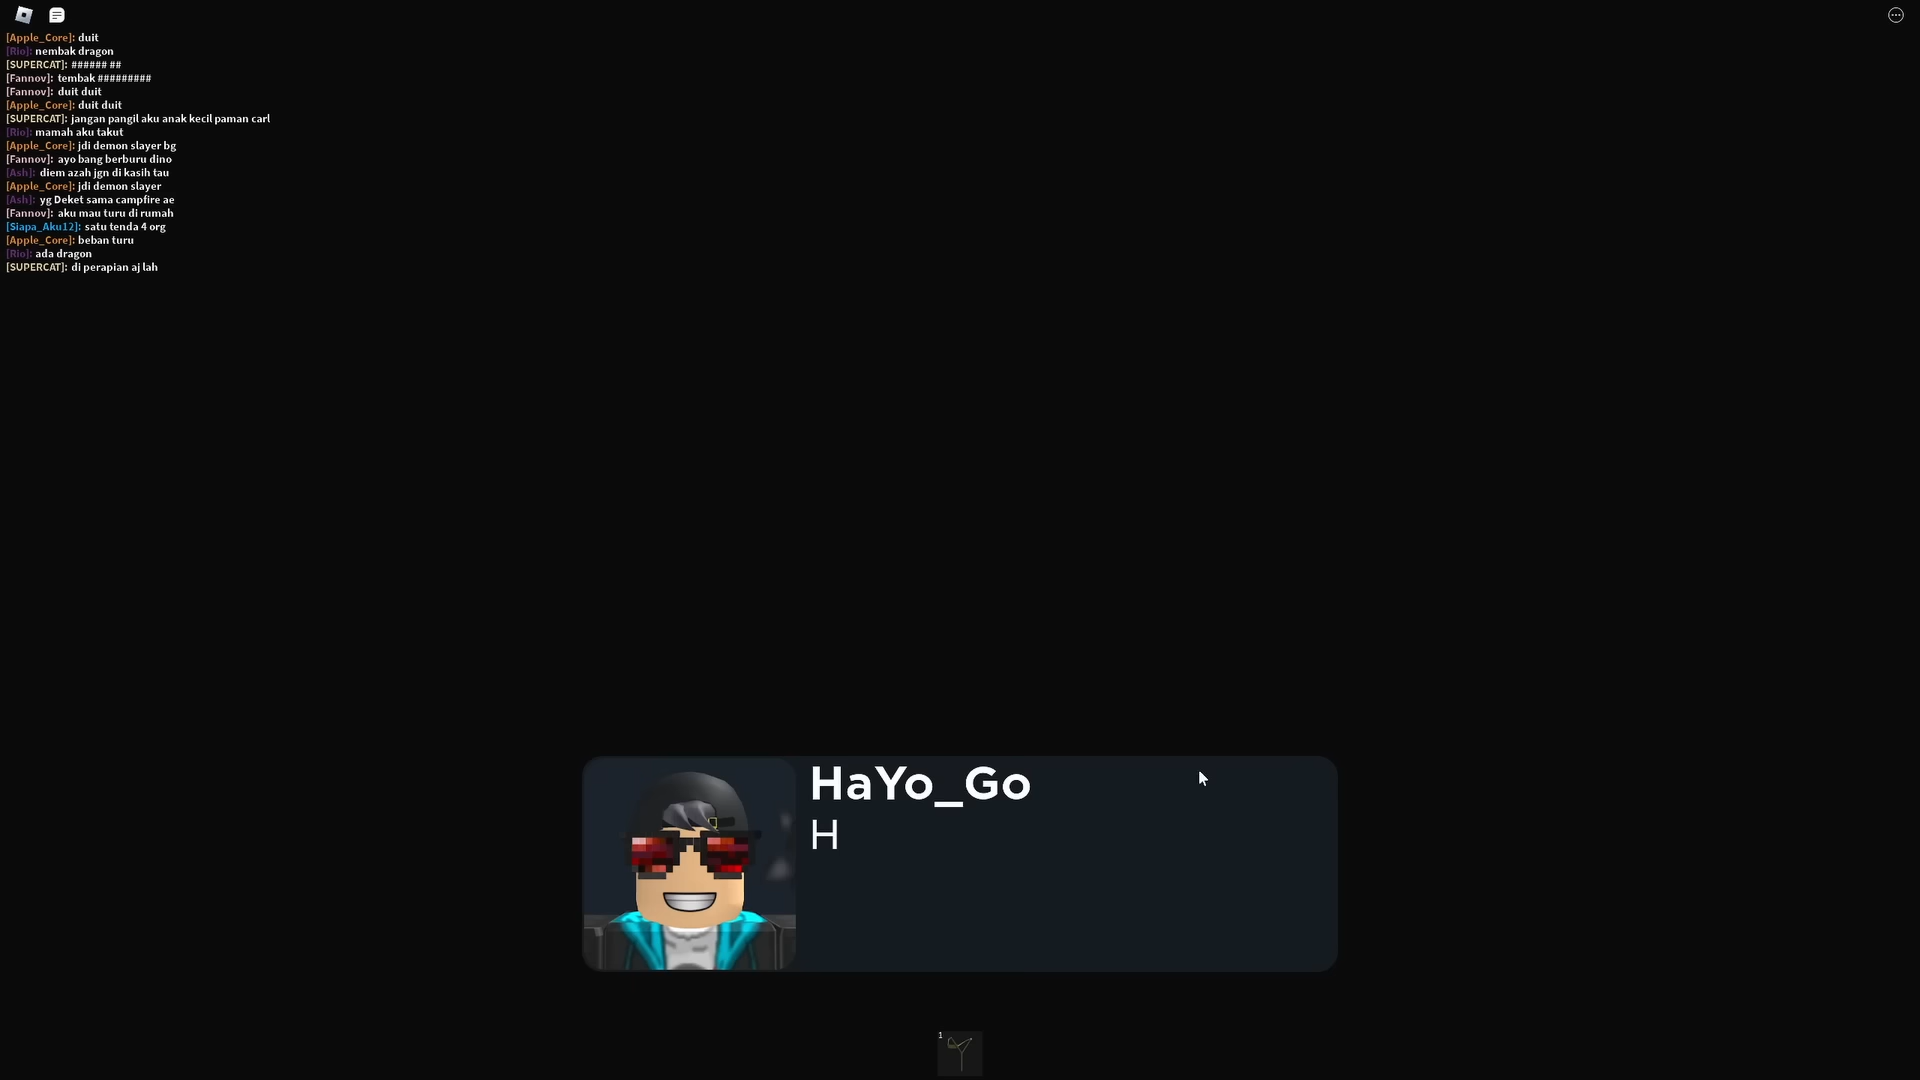 [Apple_Core]: duit
[Rio]: nembak dragon
[SUPERCAT]: ###### ##
[Fannov]: tembak #########
[Fannov]: duit duit
[Apple_Core]: duit duit
[SUPERCAT]: jangan pangil aku anak kecil paman carl
[Rio]: mamah aku takut
[Apple_Core]: jdi demon slayer bg
[Fannov]: ayo bang berburu dino
[Ash]: diem azah jgn di kasih tau
[Apple_Core]: jdi demon slayer
[Ash]: yg Deket sama campfire ae
[Fannov]: aku mau turu di rumah
[Siapa_Aku12]: satu tenda 4 org
[Apple_Core]: beban turu
[Rio]: ada dragon
[SUPERCAT]: di perapian aj lah
HaYo_Go
H
1